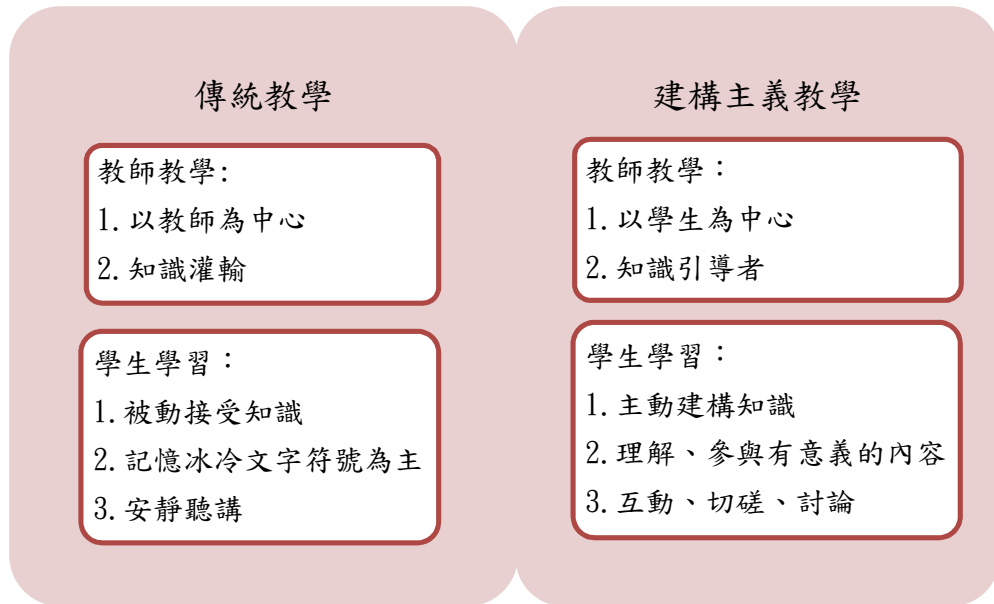 傳統教學
教師教學:
1.以教師為中心
2.知識灌輸
學生學習：
1.被動接受知識
2.記憶冰冷文字符號為主
3.安靜聽講
建構主義教學
教師教學：
1.以學生為中心
2.知識引導者
學生學習：
1.主動建構知識
2.理解、參與有意義的內容
3.互動、切磋、討論